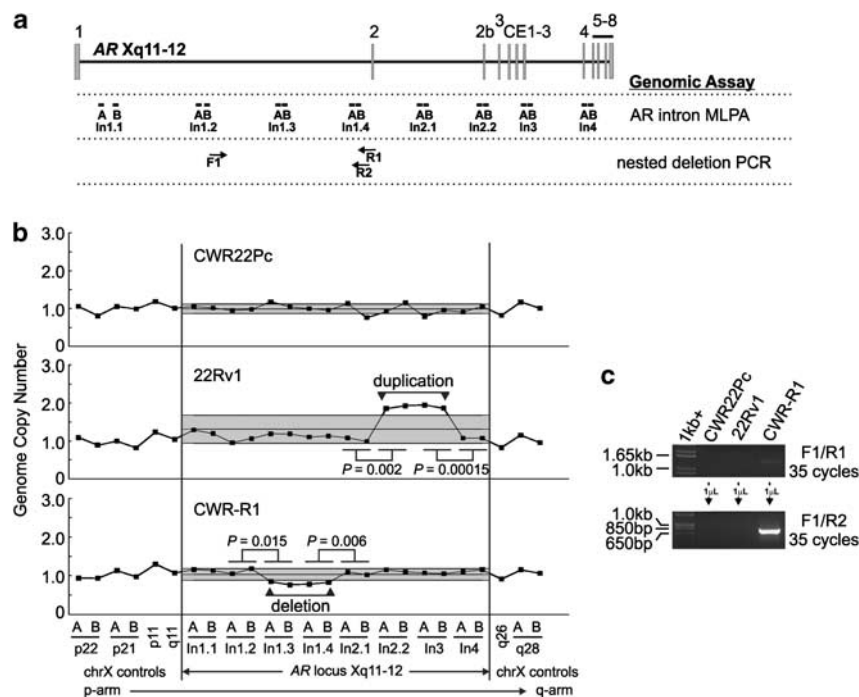 a
1 2 2b 3 CE1-3 4 5-8
AR Xq11-12
Genomic Assay
A B AB AB AB AB AB AB AB
In1.1 In1.2 In1.3 In1.4 In2.1 In2.2 In3 In4
AR intron MLPA
F1 R1
R2
nested deletion PCR
b
Genome Copy Number
3.0
2.0
1.0
0
CWR22Pc
3.0
2.0
1.0
0
22Rv1
duplication
P = 0.002 P = 0.00015
3.0
2.0
1.0
0
CWR-R1
P = 0.015 P = 0.006
deletion
A B A B p11 q11 A B A B A B A B A B A B A B A B q26 A B
p22 p21 In1.1 In1.2 In1.3 In1.4 In2.1 In2.2 In3 In4 q28
chrX controls AR locus Xq11-12 chrX controls
p-arm q-arm
c
1kb+ CWR22Pc 22Rv1 CWR-R1
1.65kb
1.0kb
F1/R1
35 cycles
1µL 1µL 1µL
1.0kb
850bp
650bp
F1/R2
35 cycles